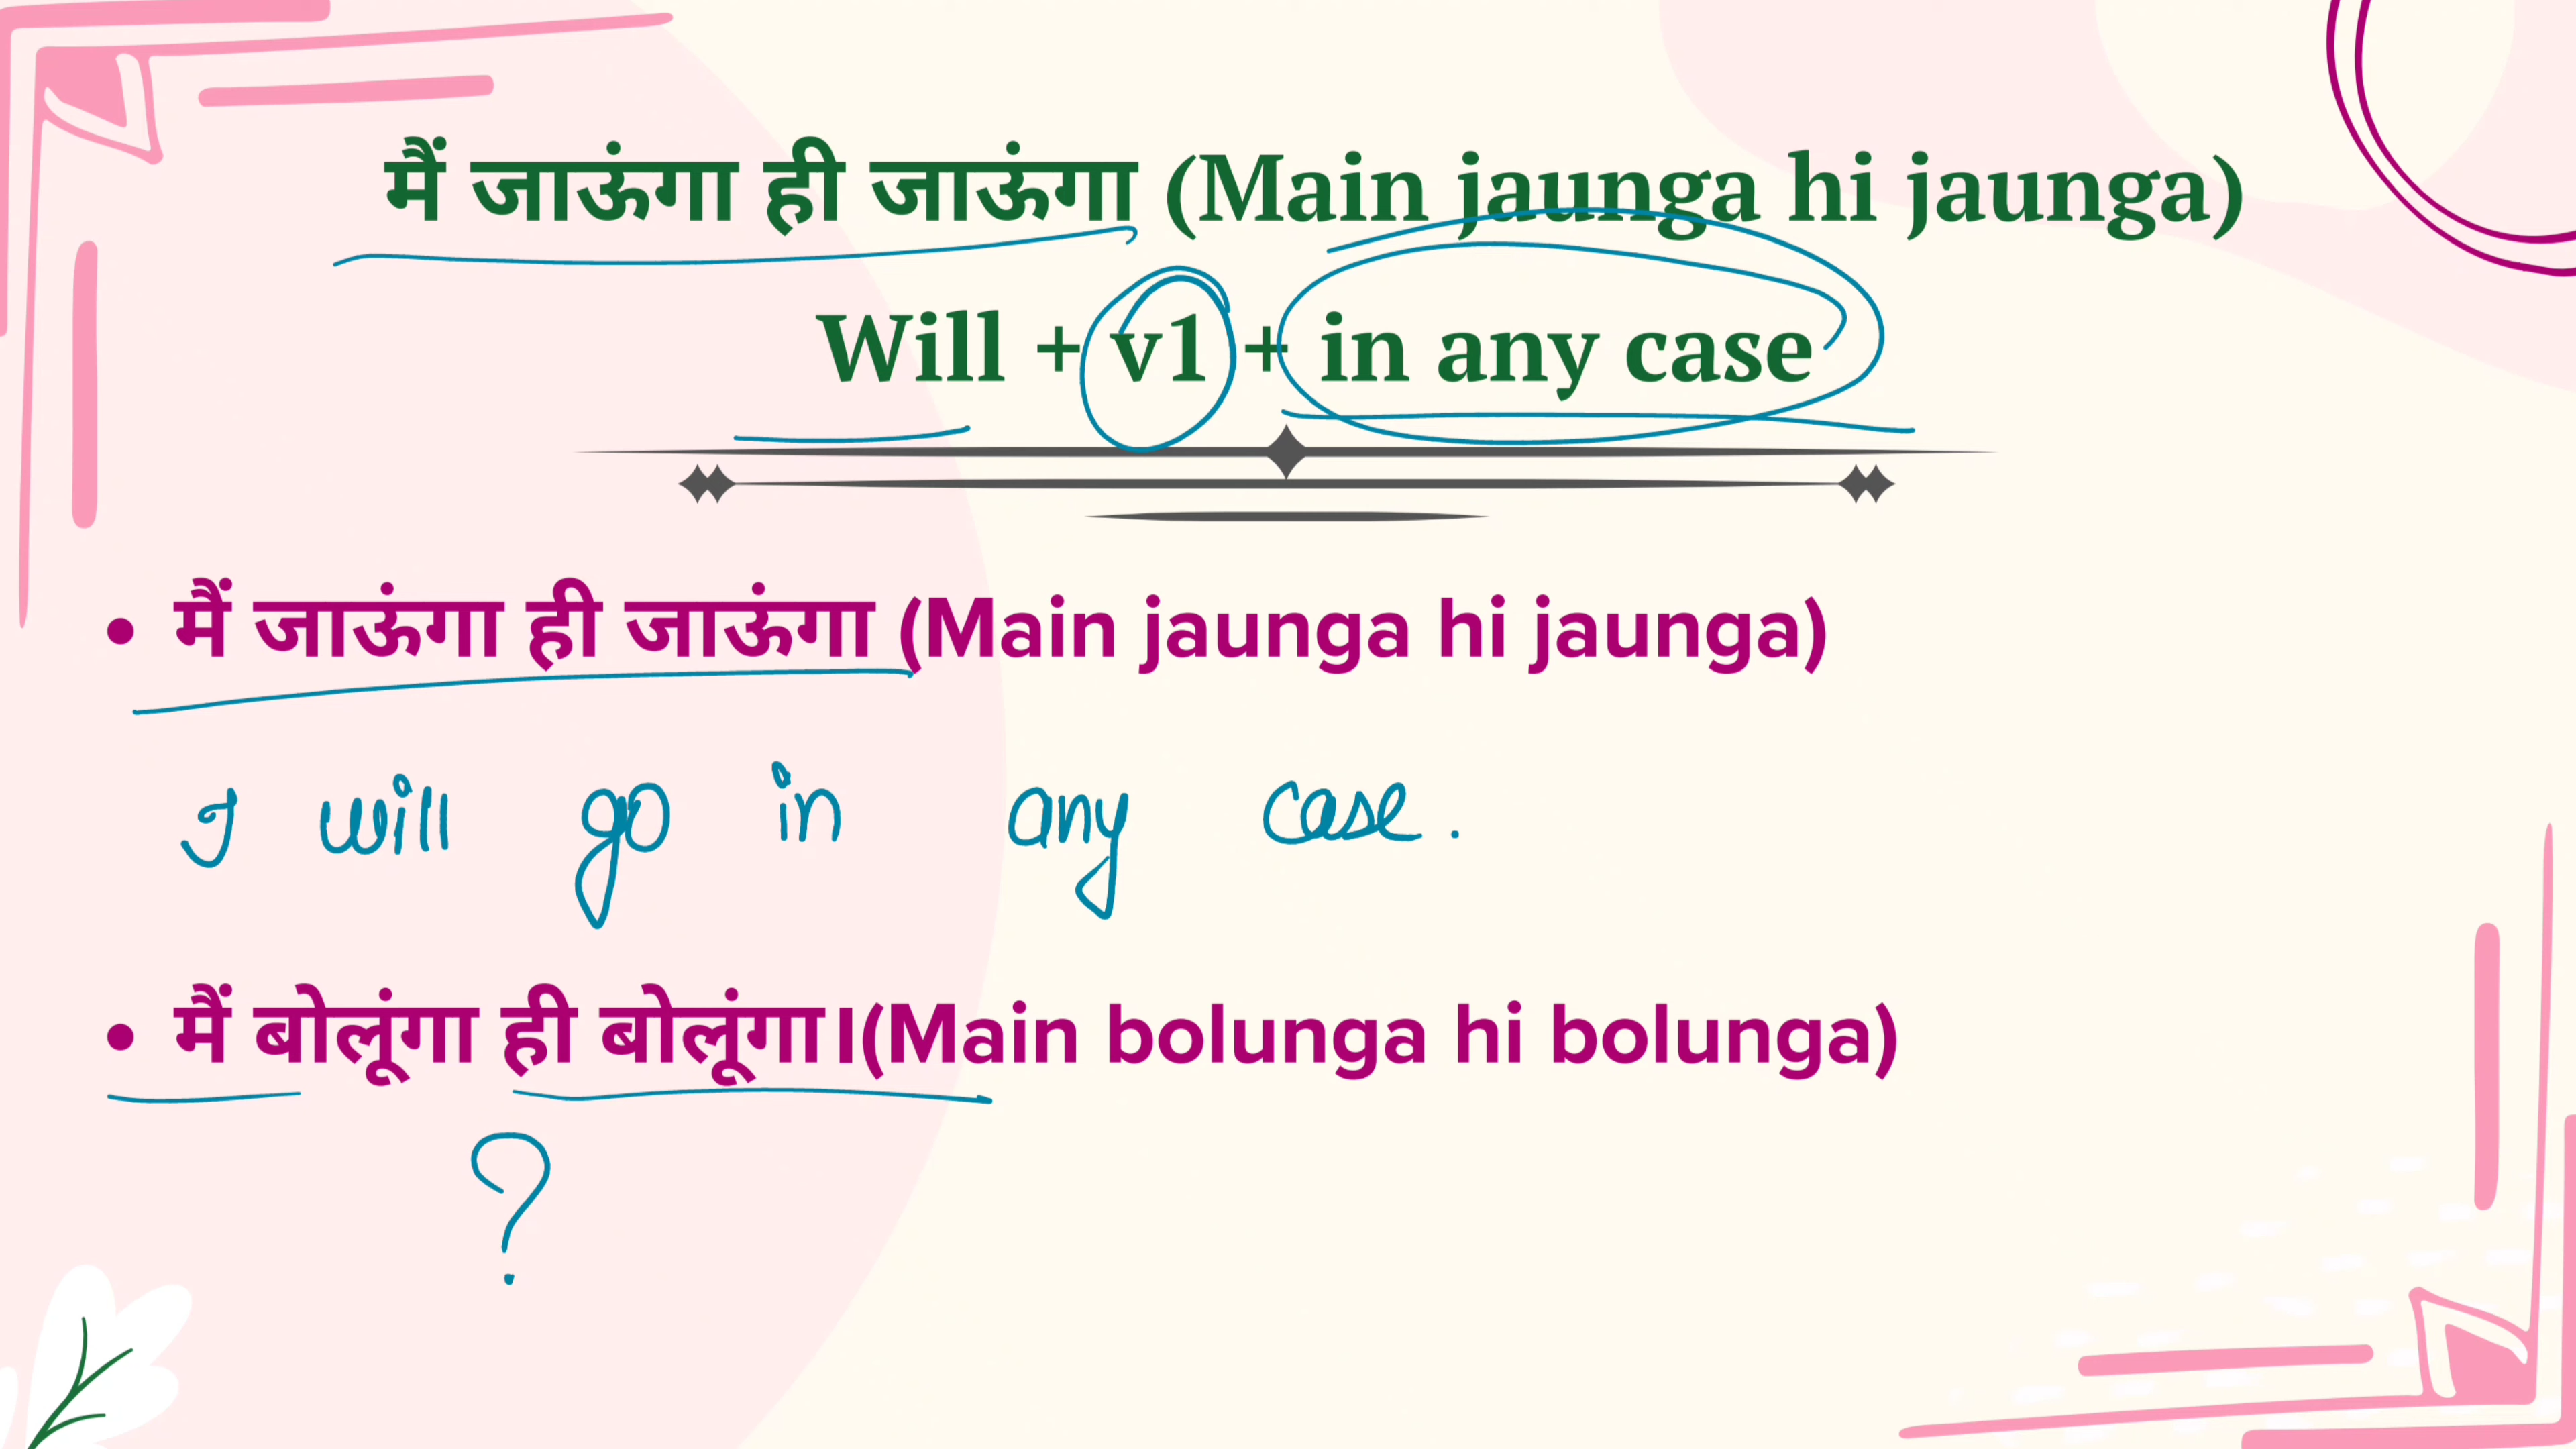 मैं जाऊंगा ही जाऊंगा (Main jaunga hi jaunga)
Will + v1 + in any case
• मैं जाऊंगा ही जाऊंगा (Main jaunga hi jaunga)
I will go in any case.
• मैं बोलूंगा ही बोलूंगा।(Main bolunga hi bolunga)
?